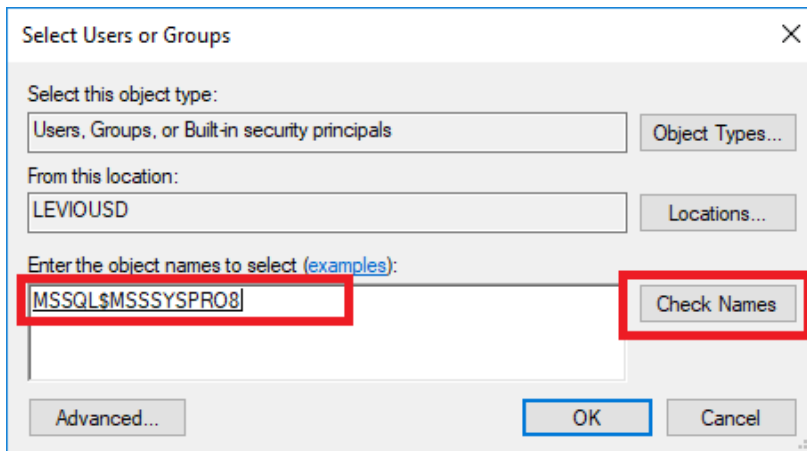 Select Users or Groups
Select this object type:
Users, Groups, or Built-in security principals
Object Types...
From this location:
LEVIOUSD
Locations...
Enter the object names to select (examples):
MSSQL$MSSSYSPRO8
Check Names
Advanced...
OK
Cancel